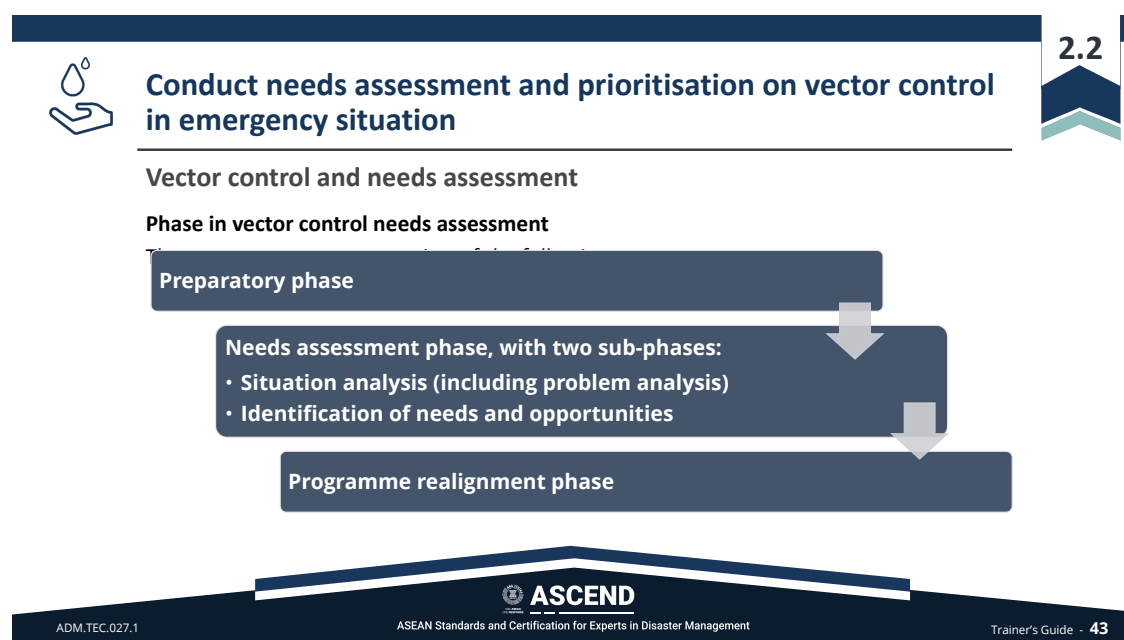 2.2
Conduct needs assessment and prioritisation on vector control
in emergency situation
Vector control and needs assessment
Phase in vector control needs assessment
Preparatory phase
Needs assessment phase, with two sub-phases:
• Situation analysis (including problem analysis)
• Identification of needs and opportunities
Programme realignment phase
ASCEND
ASEAN Standards and Certification for Experts in Disaster Management
ADM.TEC.027.1
Trainer's Guide - 43